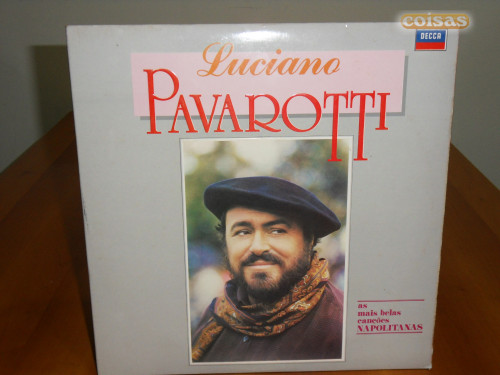 coisas
DECCA
Luciano
PAVAROTTI
as
mais belas
canções
NAPOLITANAS